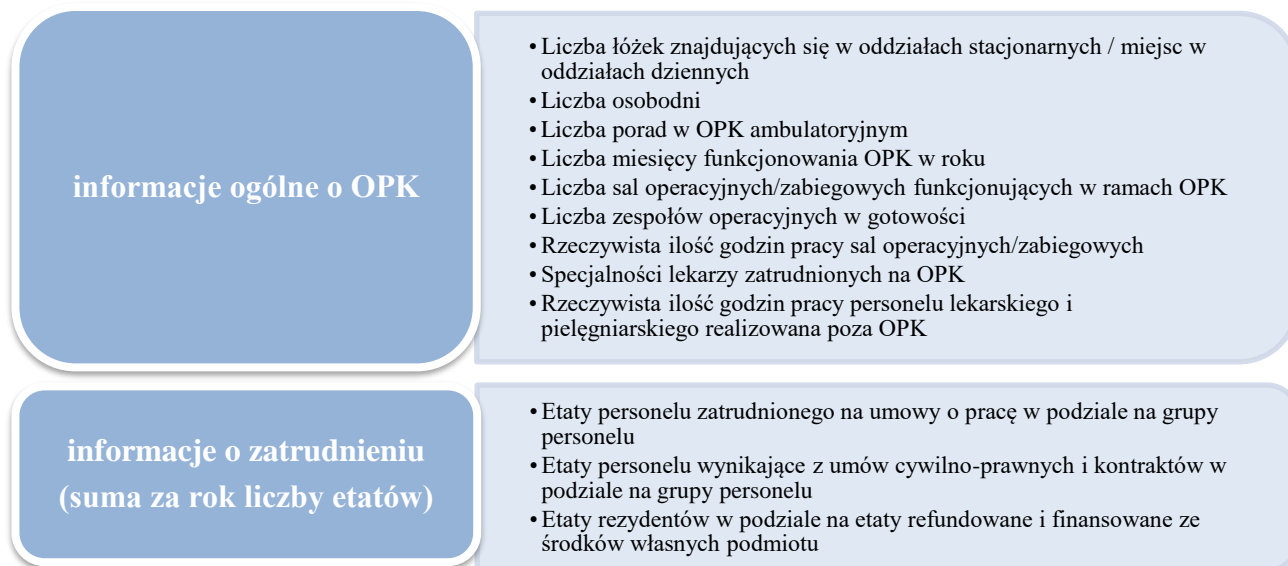 informacje ogólne o OPK
• Liczba łóżek znajdujących się w oddziałach stacjonarnych / miejsc w
oddziałach dziennych
• Liczba osobodni
• Liczba porad w OPK ambulatoryjnym
• Liczba miesięcy funkcjonowania OPK w roku
• Liczba sal operacyjnych/zabiegowych funkcjonujących w ramach OPK
• Liczba zespołów operacyjnych w gotowości
• Rzeczywista ilość godzin pracy sal operacyjnych/zabiegowych
• Specjalności lekarzy zatrudnionych na OPK
• Rzeczywista ilość godzin pracy personelu lekarskiego i
pielęgniarskiego realizowana poza OPK
informacje o zatrudnieniu
(suma za rok liczby etatów)
• Etaty personelu zatrudnionego na umowy o pracę w podziale na grupy
personelu
• Etaty personelu wynikające z umów cywilno-prawnych i kontraktów w
podziale na grupy personelu
• Etaty rezydentów w podziale na etaty refundowane i finansowane ze
środków własnych podmiotu